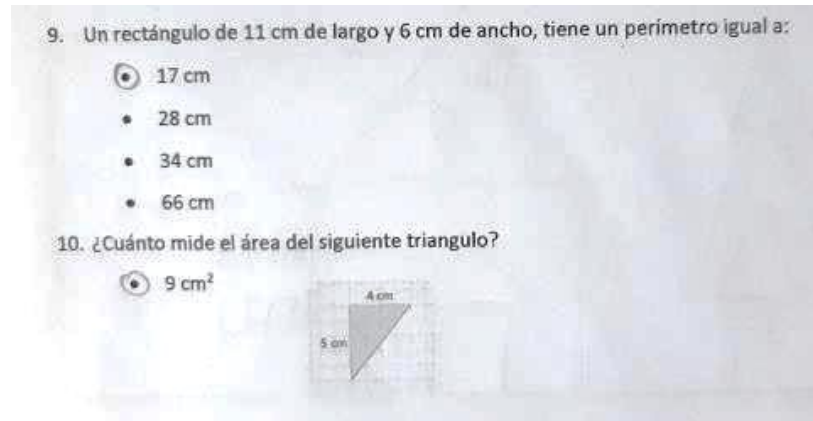 9. Un rectángulo de 11 cm de largo y 6 cm de ancho, tiene un perímetro igual a:
17 cm
28 cm
34 cm
66 cm
10. ¿Cuánto mide el área del siguiente triangulo?
9 cm²
4 cm
5 cm